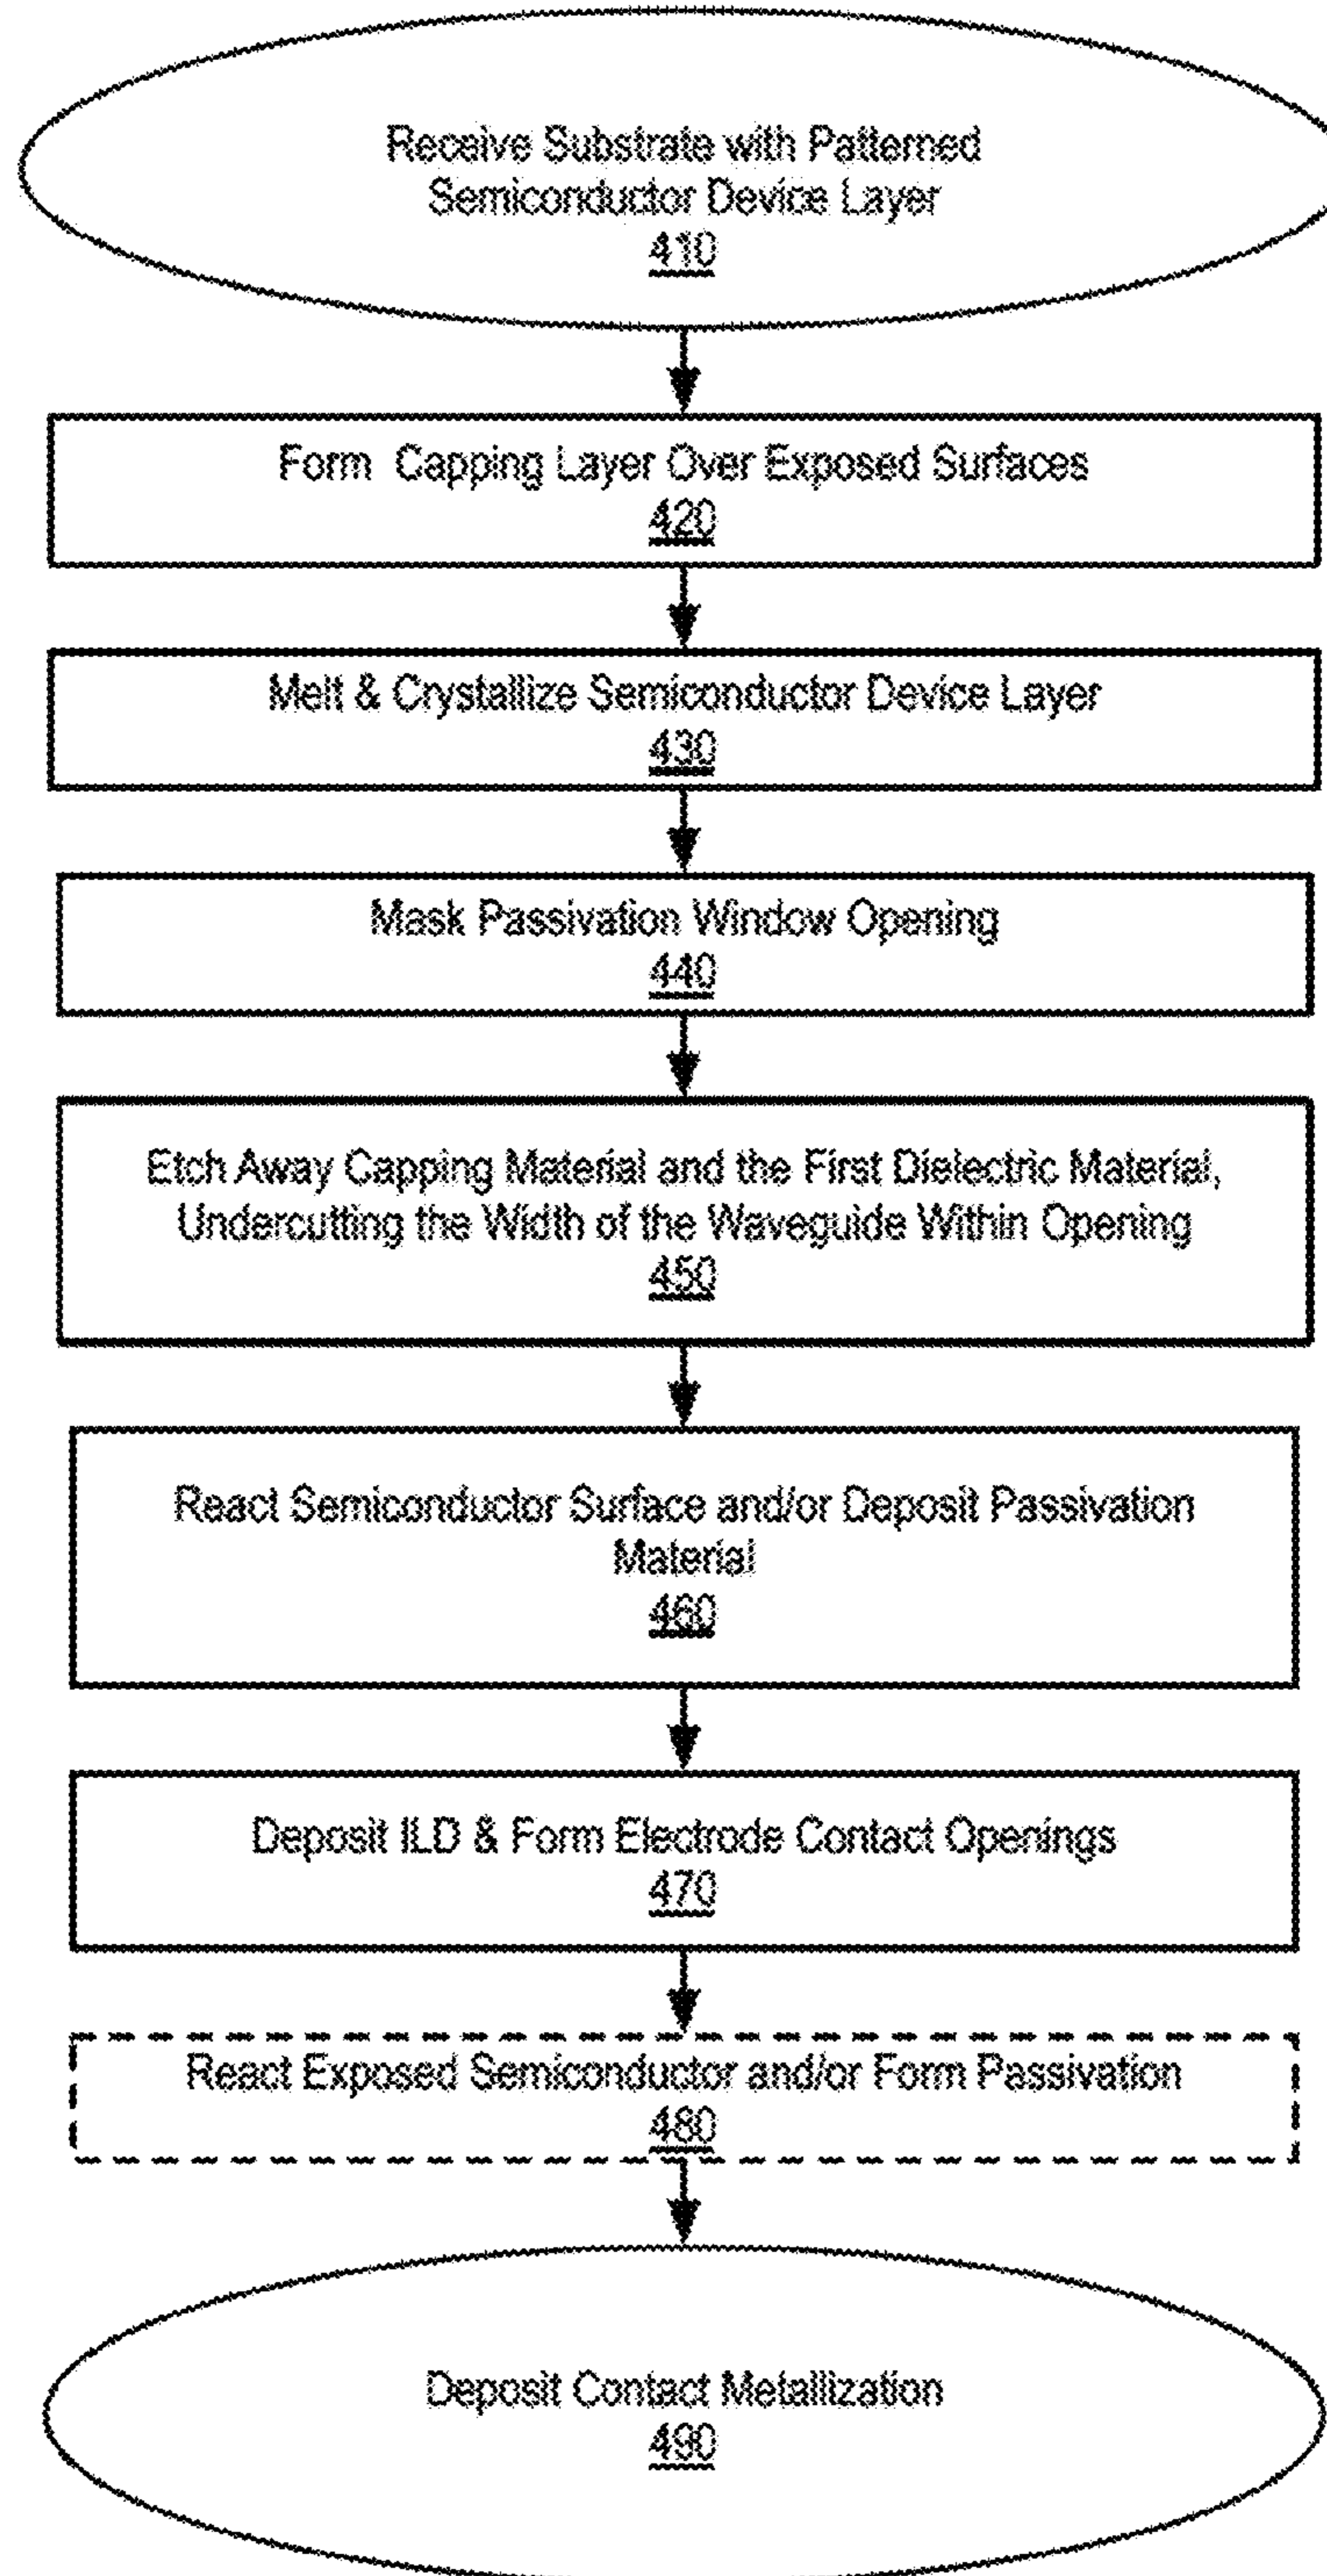 Receive Substrate with Patterned
Semiconductor Device Layer
410
Form Capping Layer Over Exposed Surfaces
420
Melt & Crystallize Semiconductor Device Layer
430
Mask Passivation Window Opening
440
Etch Away Capping Material and the First Dielectric Material,
Undercutting the Width of the Waveguide Within Opening
450
React Semiconductor Surface and/or Deposit Passivation
Material
460
Deposit ILD & Form Electrode Contact Openings
470
React Exposed Semiconductor and/or Form Passivation
480
Deposit Contact Metallization
490